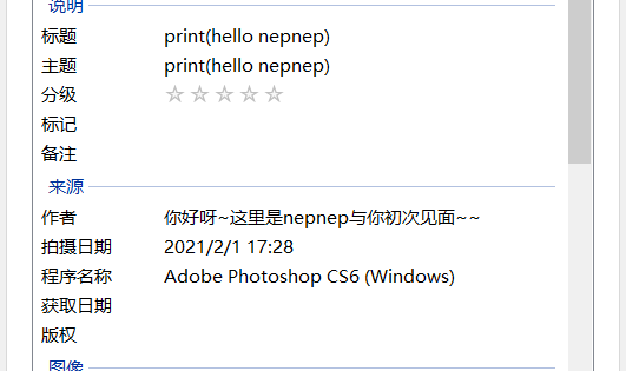 说明
标题 print(hello nepnep)
主题 print(hello nepnep)
分级 ☆☆☆☆☆
标记
备注
来源
作者 你好呀~这里是nepnep与你初次见面~~
拍摄日期 2021/2/1 17:28
程序名称 Adobe Photoshop CS6 (Windows)
获取日期
版权
图像